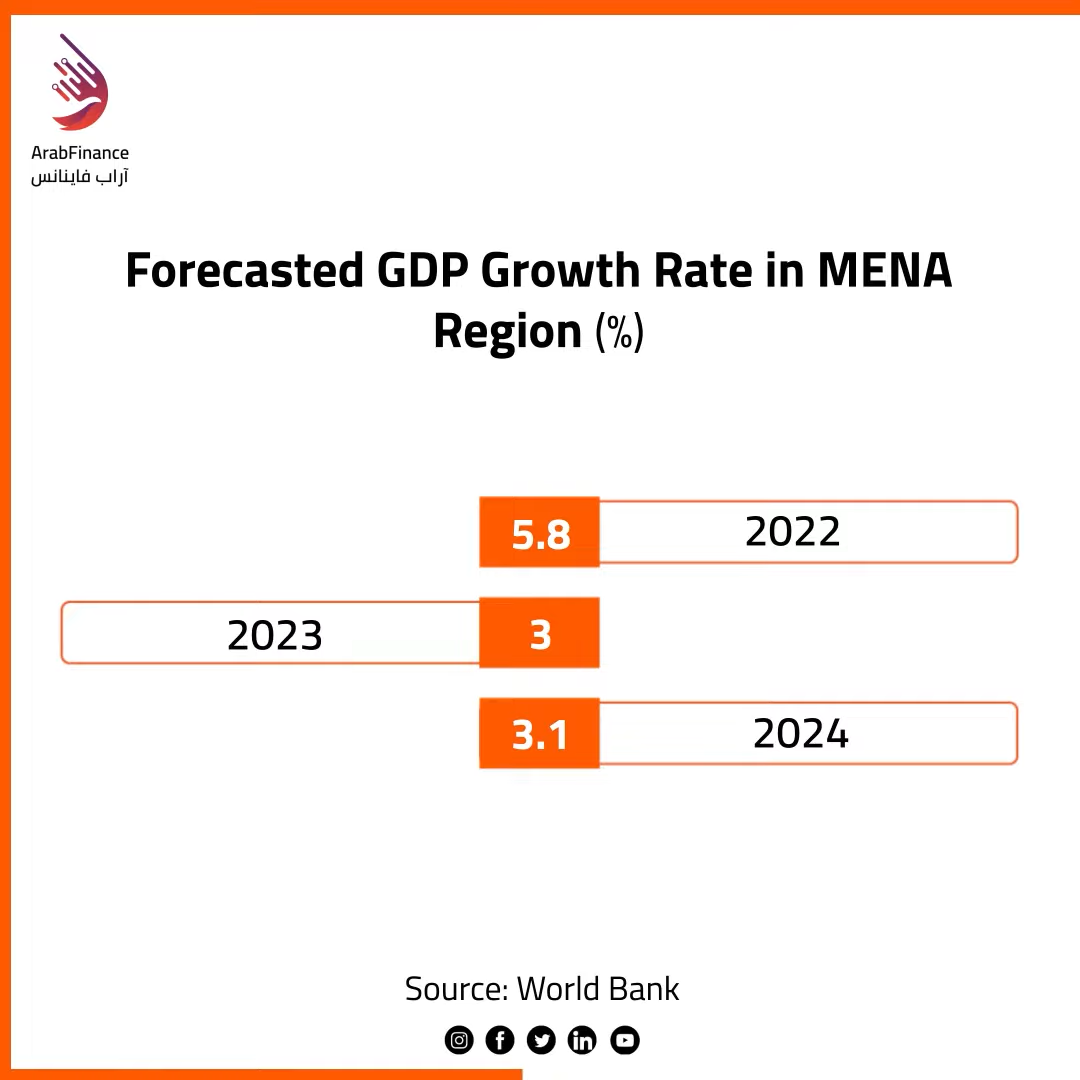 ArabFinance
آراب فاينانس
Forecasted GDP Growth Rate in MENA
Region (%)
5.8 2022
2023 3
3.1 2024
Source: World Bank